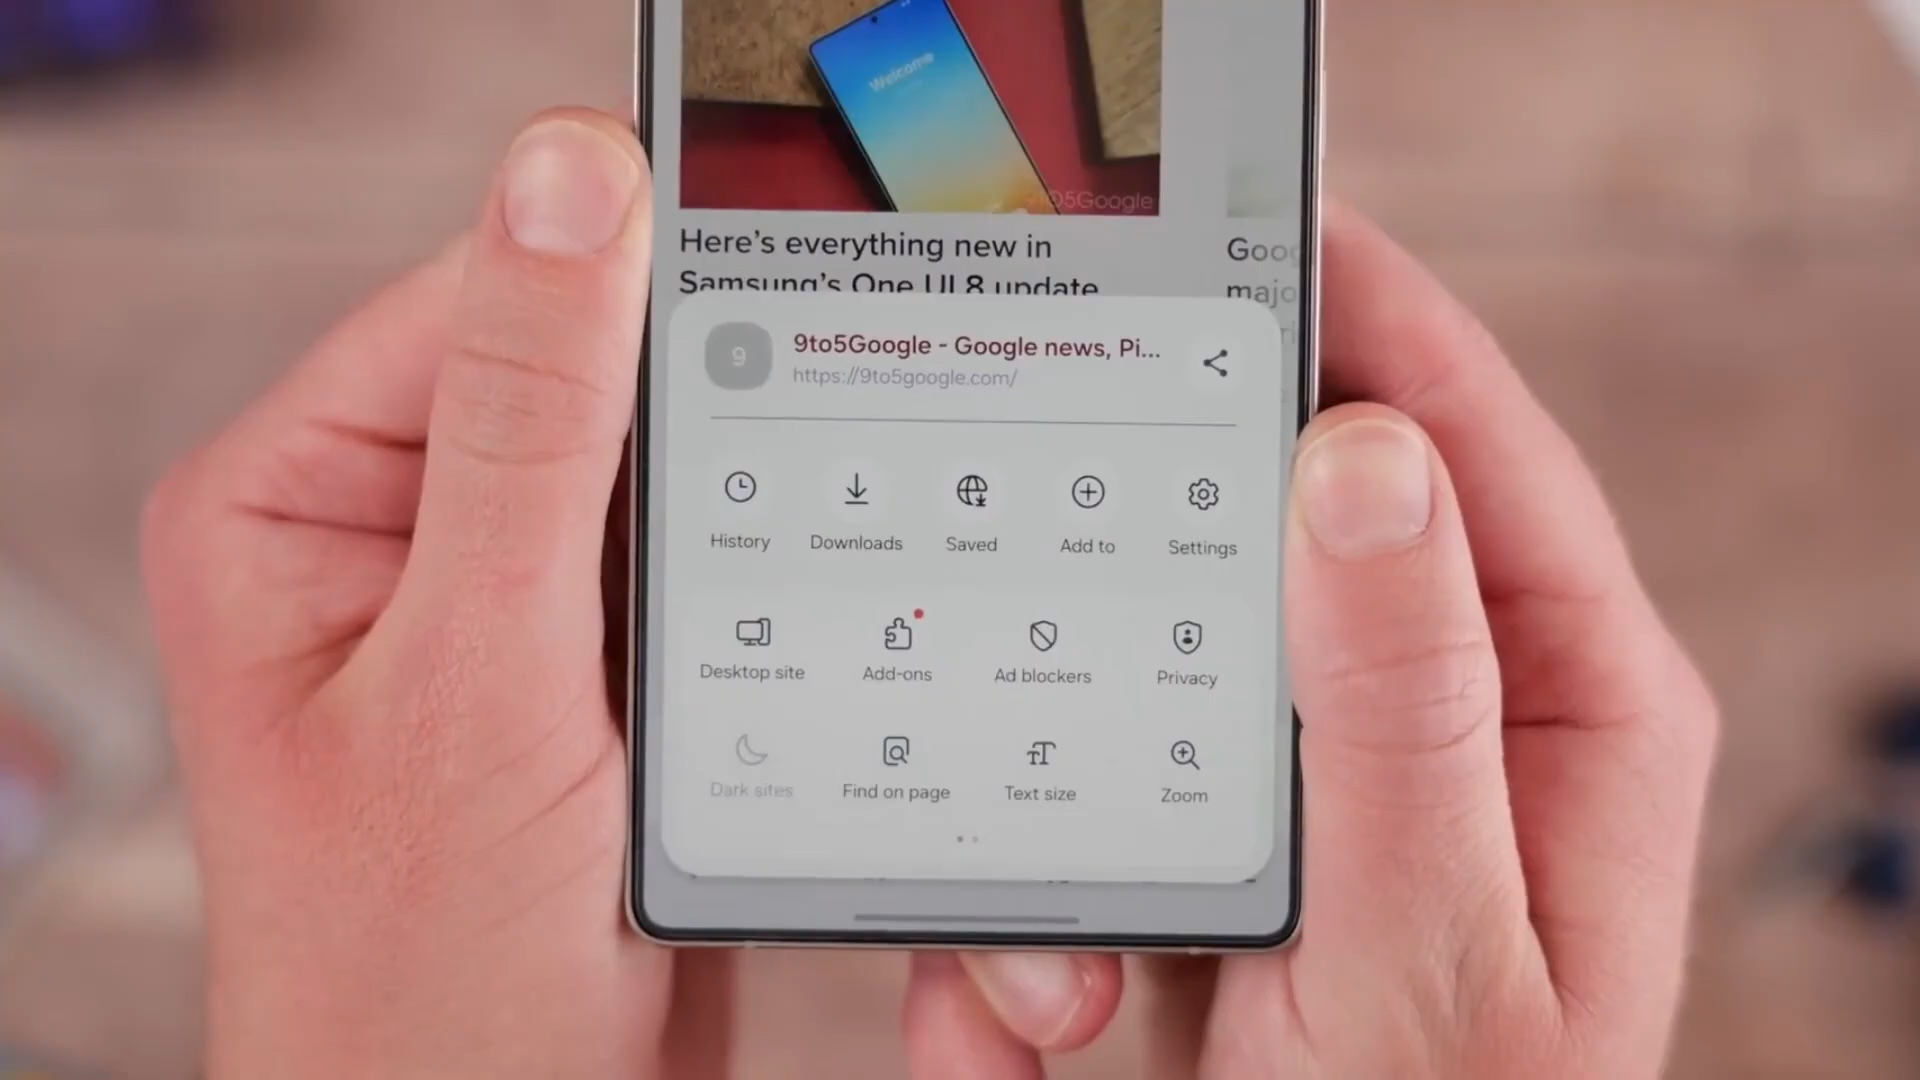 Welcome
9to5Google
Here's everything new in
Samsung's One UI 8 update
Goog
majo
9
9to5Google - Google news, Pi...
https://9to5google.com/
History
Downloads
Saved
Add to
Settings
Desktop site
Add-ons
Ad blockers
Privacy
Dark sites
Find on page
Text size
Zoom